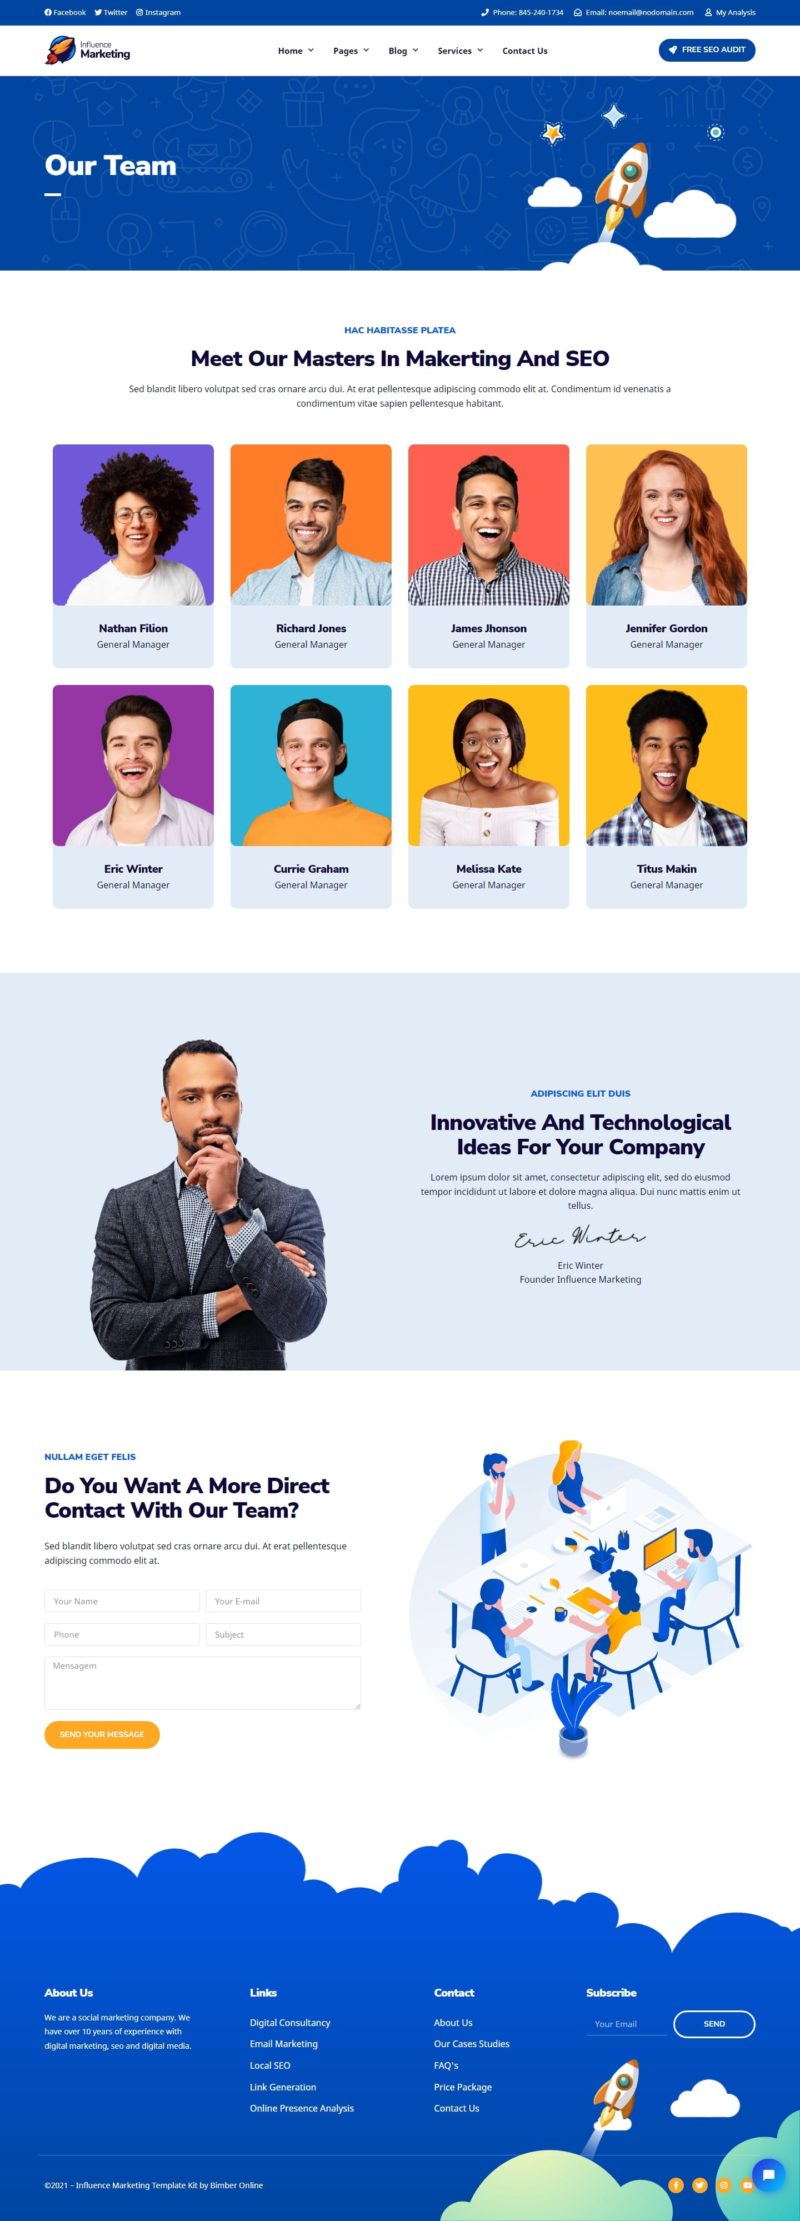 Facebook Twitter Instagram
Phone: 845-240-1734 Email: noemail@nodomain.com My Analysis
Influence
Marketing
Home Pages Blog Services Contact Us
FREE SEO AUDIT
Our Team
HAC HABITASSE PLATEA
Meet Our Masters In Makerting And SEO
Sed blandit libero volutpat sed cras ornare arcu dui. At erat pellentesque adipiscing commodo elit at. Condimentum id venenatis a
condimentum vitae sapien pellentesque habitant.
Nathan Filion
General Manager
Richard Jones
General Manager
James Jhonson
General Manager
Jennifer Gordon
General Manager
Eric Winter
General Manager
Currie Graham
General Manager
Melissa Kate
General Manager
Titus Makin
General Manager
ADIPISCING ELIT DUIS
Innovative And Technological
Ideas For Your Company
Lorem ipsum dolor sit amet, consectetur adipiscing elit, sed do eiusmod
tempor incididunt ut labore et dolore magna aliqua. Dui nunc mattis enim ut
tellus.
Eric Winter
Eric Winter
Founder Influence Marketing
NULLAM EGET FELIS
Do You Want A More Direct
Contact With Our Team?
Sed blandit libero volutpat sed cras ornare arcu dui. At erat pellentesque
adipiscing commodo elit at.
Your Name
Your E-mail
Phone
Subject
Mensagem
SEND YOUR MESSAGE
About Us
We are a social marketing company. We
have over 10 years of experience with
digital marketing, seo and digital media.
Links
Digital Consultancy
Email Marketing
Local SEO
Link Generation
Online Presence Analysis
Contact
About Us
Our Cases Studies
FAQ's
Price Package
Contact Us
Subscribe
Your Email
SEND
©2021 – Influence Marketing Template Kit by Bimber Online